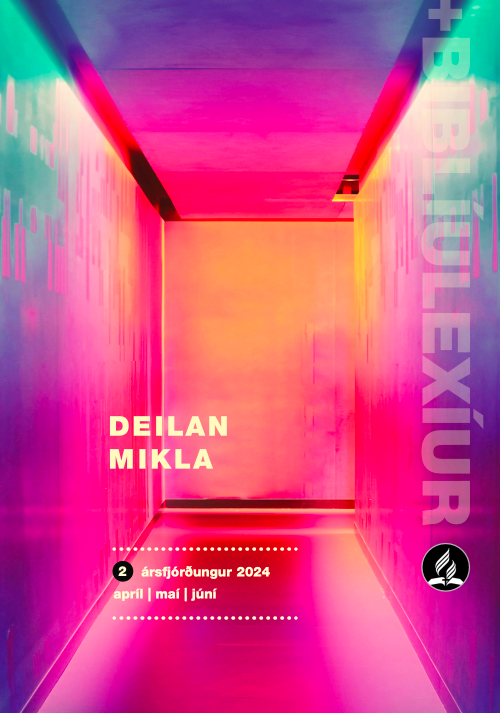 +BIBLÍULEXÍUR
DEILAN
MIKLA
2 ársfjórðungur 2024
apríl | maí | júní